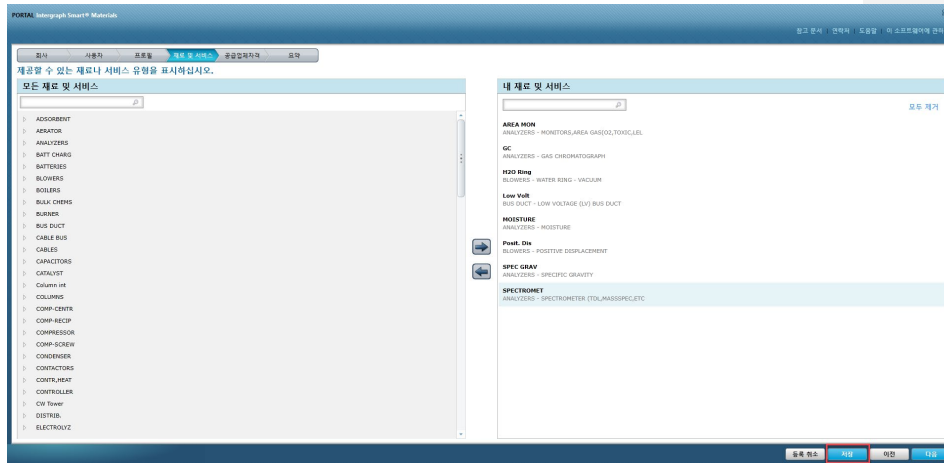 PORTAL Intergraph Smart® Materials
참고 문서 | 연락처 | 도움말 | 이 소프트웨어에 관하
회사 사용자 프로필 재료 및 서비스 공급업체자격 요약
제공할 수 있는 재료나 서비스 유형을 표시하십시오.
모든 재료 및 서비스
ADSORBENT
AERATOR
ANALYZERS
BATT CHARG
BATTERIES
BLOWERS
BOILERS
BULK CHEMS
BURNER
BUS DUCT
CABLE BUS
CABLES
CAPACITORS
CATALYST
Column int
COLUMNS
COMP-CENTR
COMP-RECIP
COMPRESSOR
COMP-SCREW
CONDENSER
CONTACTORS
CONTR,HEAT
CONTROLLER
CW Tower
DISTRIB.
ELECTROLYZ
내 재료 및 서비스
모두 제거
AREA MON
ANALYZERS - MONITORS,AREA GAS(O2,TOXIC,LEL
GC
ANALYZERS - GAS CHROMATOGRAPH
H2O Ring
BLOWERS - WATER RING - VACUUM
Low Volt
BUS DUCT - LOW VOLTAGE (LV) BUS DUCT
MOISTURE
ANALYZERS - MOISTURE
Posit. Dis
BLOWERS - POSITIVE DISPLACEMENT
SPEC GRAV
ANALYZERS - SPECIFIC GRAVITY
SPECTROMET
ANALYZERS - SPECTROMETER (TDL,MASSSPEC,ETC
등록 취소 저장 이전 다음